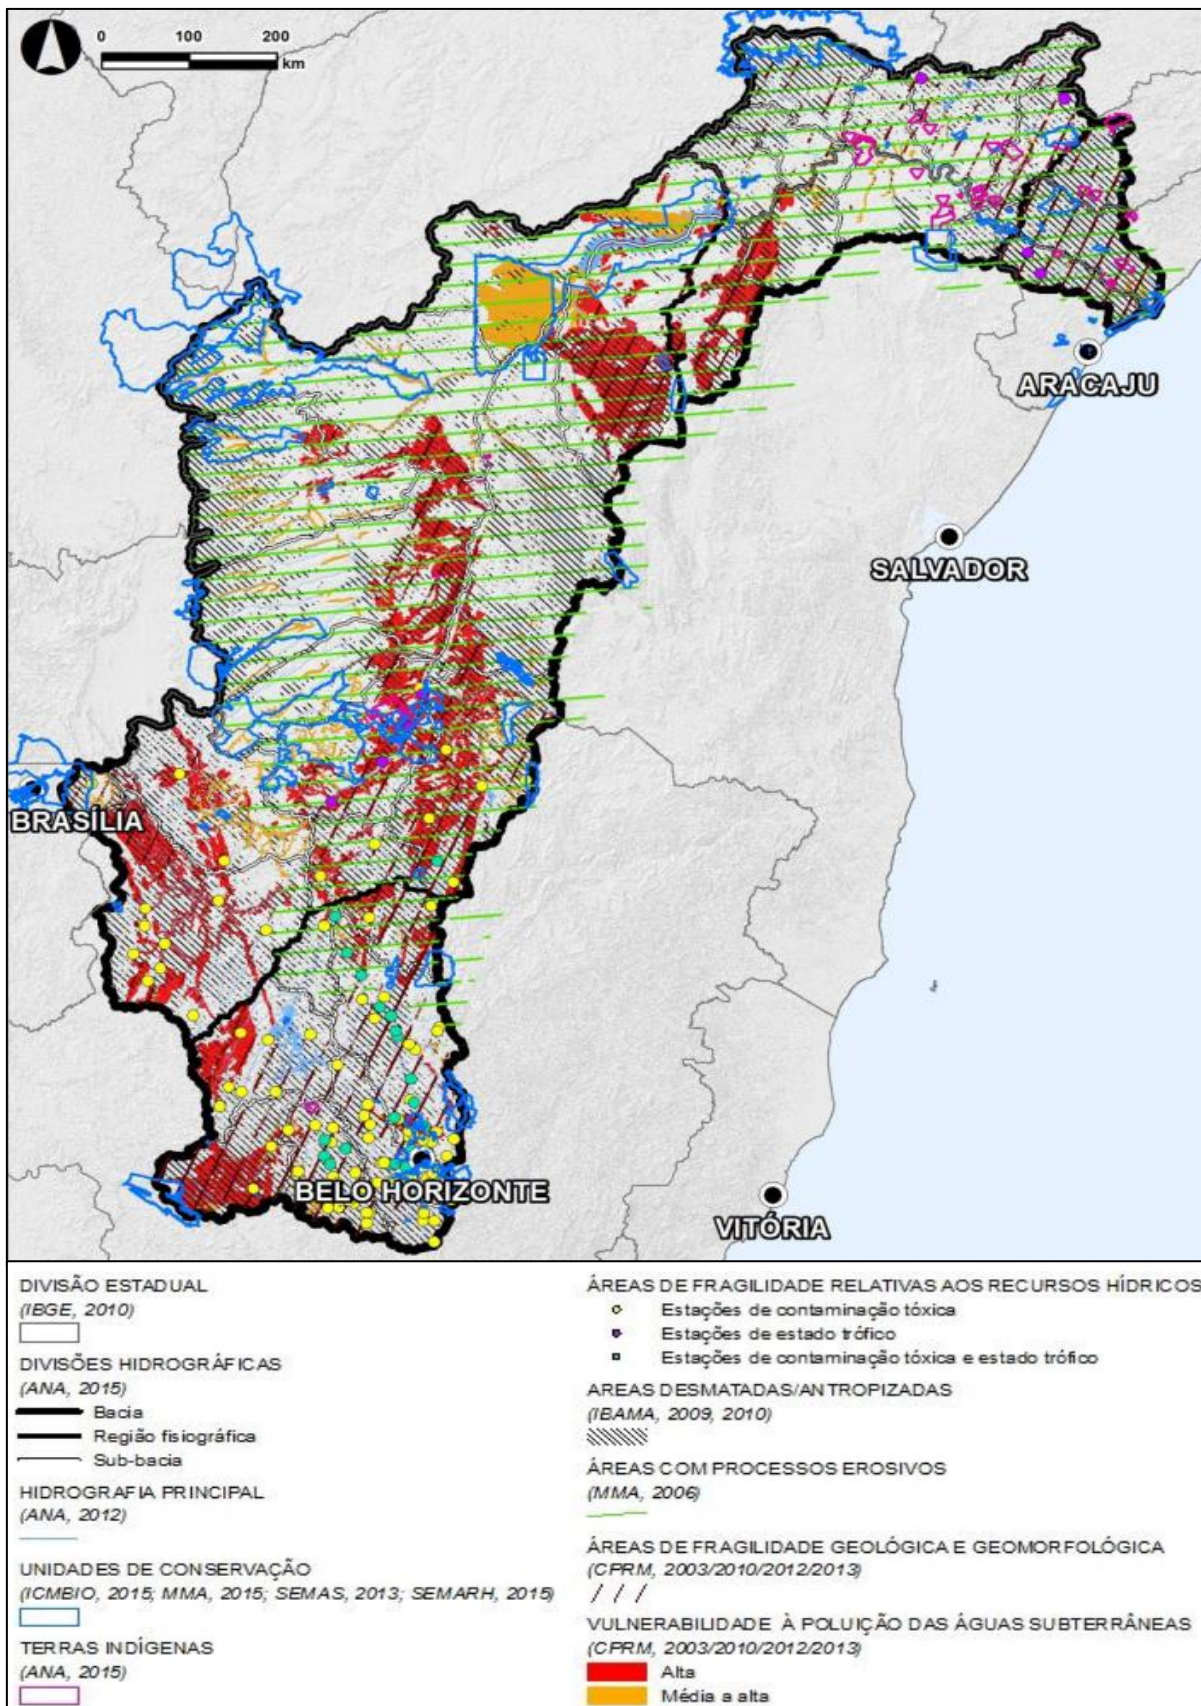 0 100 200
km
ARACAJU
SALVADOR
BRASÍLIA
BELO HORIZONTE
VITÓRIA
DIVISÃO ESTADUAL
(IBGE, 2010)
DIVISÕES HIDROGRÁFICAS
(ANA, 2015)
Bacia
Região fisiográfica
Sub-bacia
HIDROGRAFIA PRINCIPAL
(ANA, 2012)
UNIDADES DE CONSERVAÇÃO
(ICMBIO, 2015; MMA, 2015; SEMAS, 2013; SEMARH, 2015)
TERRAS INDÍGENAS
(ANA, 2015)
ÁREAS DE FRAGILIDADE RELATIVAS AOS RECURSOS HÍDRICOS
Estações de contaminação tóxica
Estações de estado trófico
Estações de contaminação tóxica e estado trófico
AREAS DESMATADAS/ANTROPIZADAS
(IBAMA, 2009, 2010)
ÁREAS COM PROCESSOS EROSIVOS
(MMA, 2006)
ÁREAS DE FRAGILIDADE GEOLÓGICA E GEOMORFOLÓGICA
(CPRM, 2003/2010/2012/2013)
VULNERABILIDADE À POLUIÇÃO DAS ÁGUAS SUBTERRÂNEAS
(CPRM, 2003/2010/2012/2013)
Alta
Média a alta